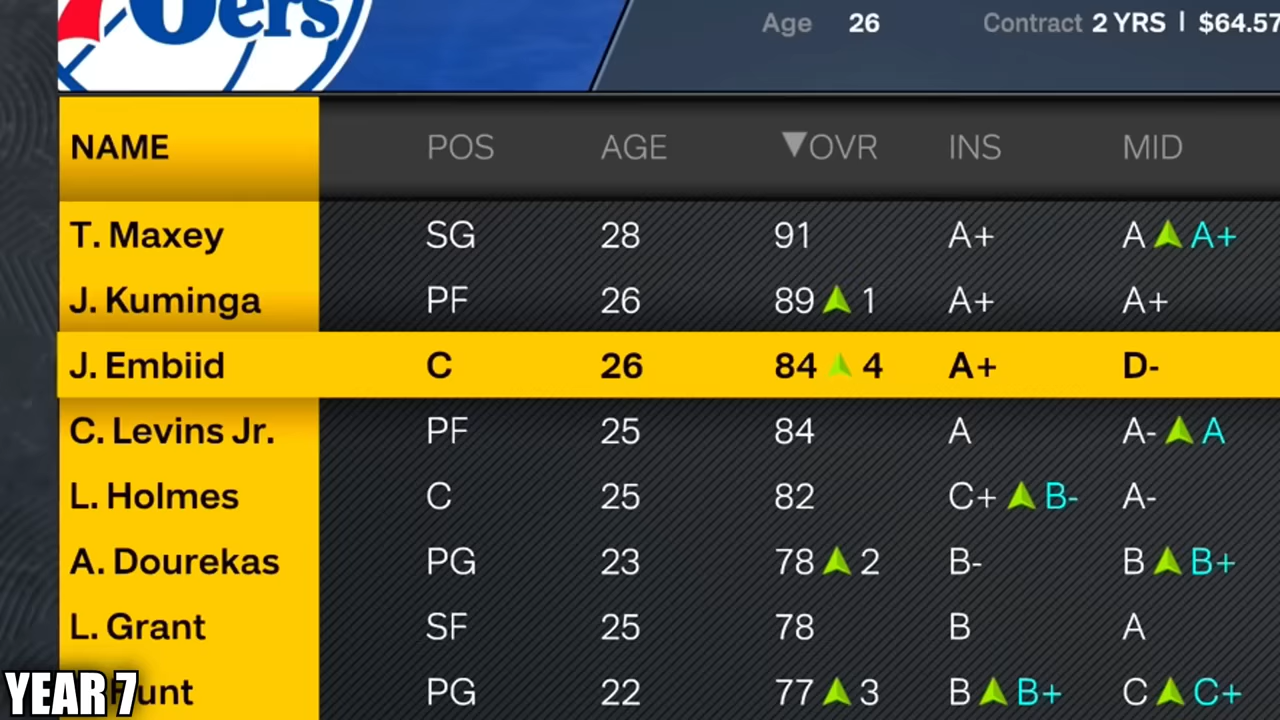 76ers Age 26 Contract 2 YRS | $64.57
NAME POS AGE ▼OVR INS MID
T. Maxey SG 28 91 A+ A ▲ A+
J. Kuminga PF 26 89 ▲ 1 A+ A+
J. Embiid C 26 84 ▲ 4 A+ D-
C. Levins Jr. PF 25 84 A A- ▲ A
L. Holmes C 25 82 C+ ▲ B- A-
A. Dourekas PG 23 78 ▲ 2 B- B ▲ B+
L. Grant SF 25 78 B A
unt PG 22 77 ▲ 3 B ▲ B+ C ▲ C+
YEAR 7